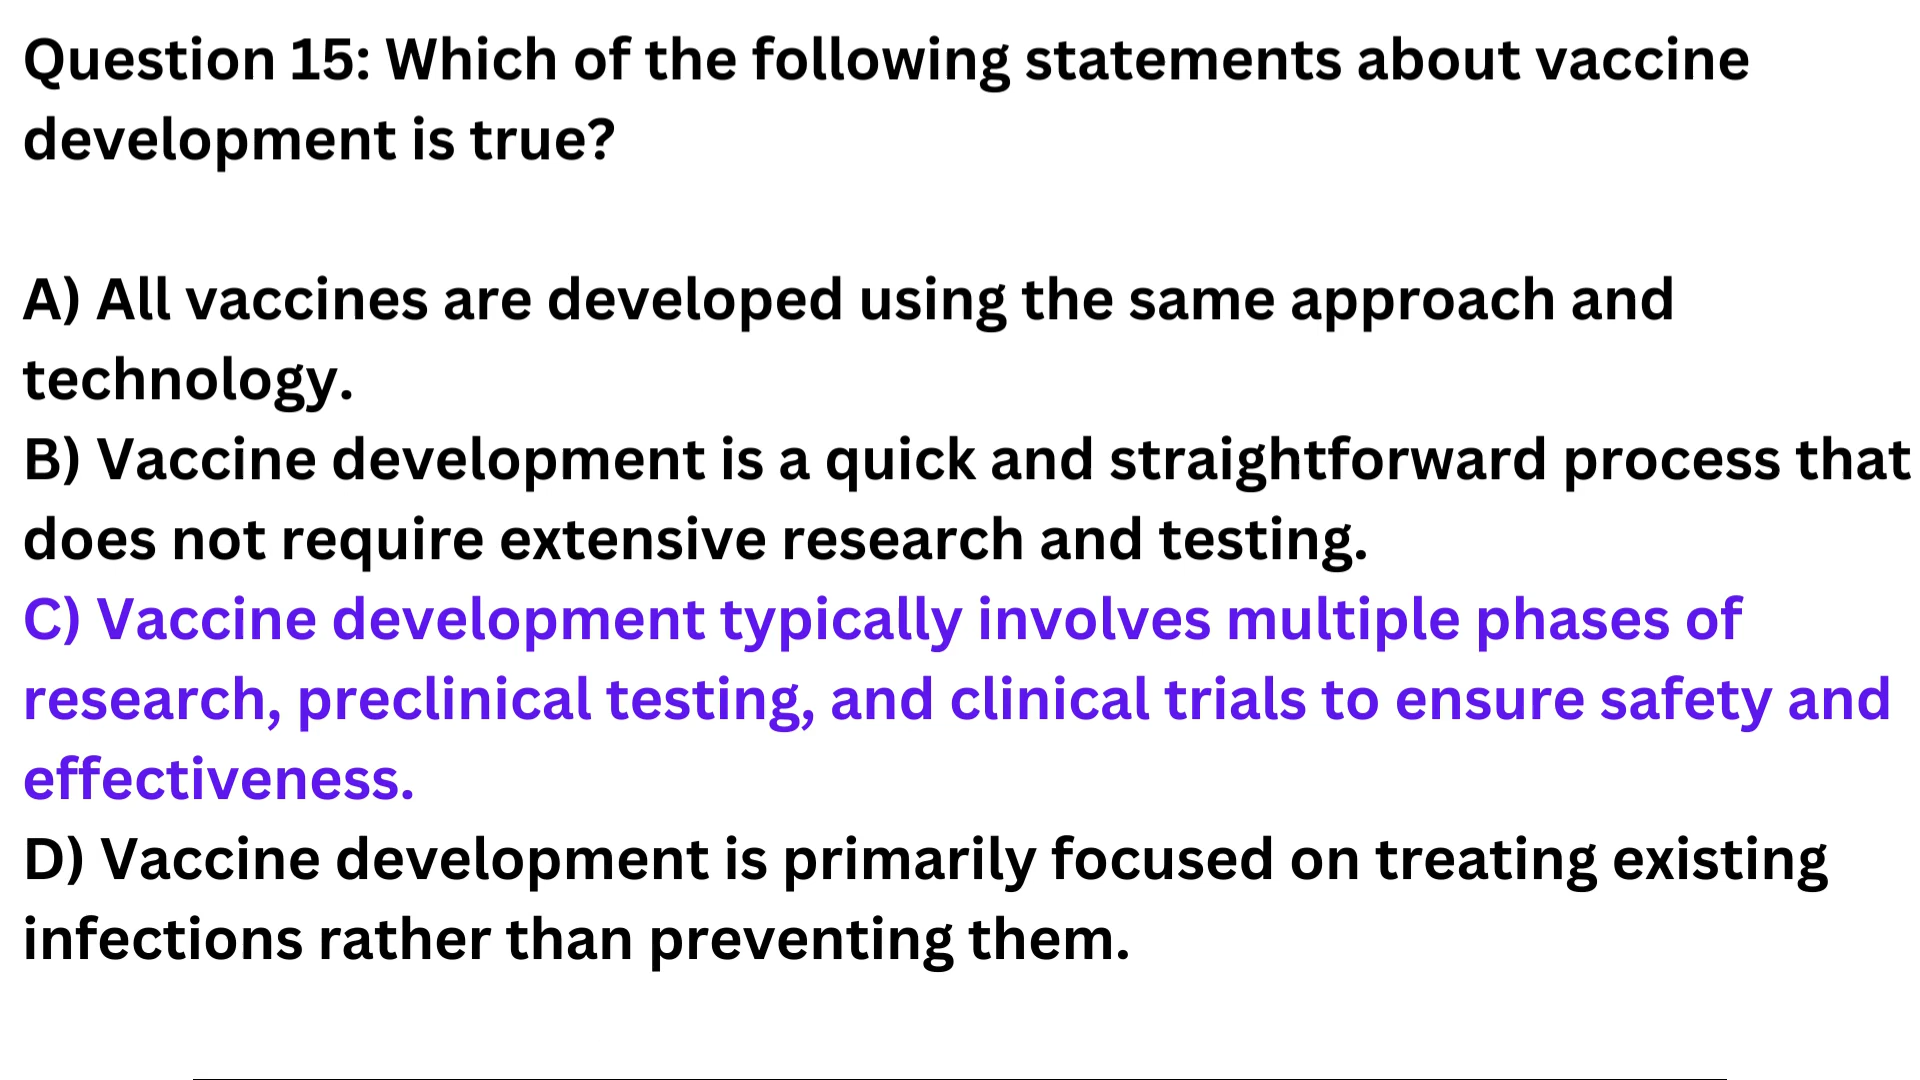 Question 15: Which of the following statements about vaccine
development is true?
A) All vaccines are developed using the same approach and
technology.
B) Vaccine development is a quick and straightforward process that
does not require extensive research and testing.
C) Vaccine development typically involves multiple phases of
research, preclinical testing, and clinical trials to ensure safety and
effectiveness.
D) Vaccine development is primarily focused on treating existing
infections rather than preventing them.